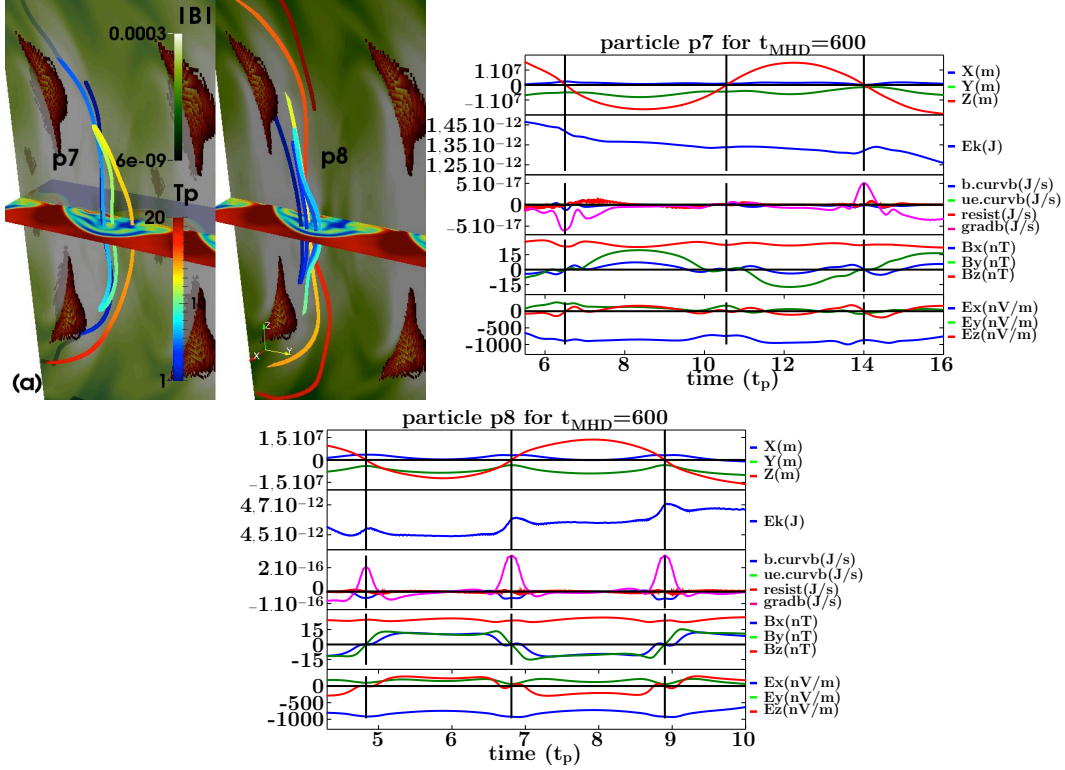 |B|
0.0003
6e-09
p7
p8
Tp
20
1
1
(a)
Z
X
Y
particle p7 for t_MHD=600
1.10⁷
-1.10⁷
X(m)
Y(m)
Z(m)
1,45.10⁻¹²
1,35.10⁻¹²
1,25.10⁻¹²
Ek(J)
5.10⁻¹⁷
0
-5.10⁻¹⁷
b.curvb(J/s)
ue.curvb(J/s)
resist(J/s)
gradb(J/s)
15
0
-15
Bx(nT)
By(nT)
Bz(nT)
0
-500
-1000
Ex(nV/m)
Ey(nV/m)
Ez(nV/m)
6 8 10 12 14 16
time (t_p)
particle p8 for t_MHD=600
1,5.10⁷
0
-1,5.10⁷
X(m)
Y(m)
Z(m)
4,7.10⁻¹²
4,5.10⁻¹²
Ek(J)
2.10⁻¹⁶
0
-1.10⁻¹⁶
b.curvb(J/s)
ue.curvb(J/s)
resist(J/s)
gradb(J/s)
15
0
-15
Bx(nT)
By(nT)
Bz(nT)
0
-500
-1000
Ex(nV/m)
Ey(nV/m)
Ez(nV/m)
5 6 7 8 9 10
time (t_p)